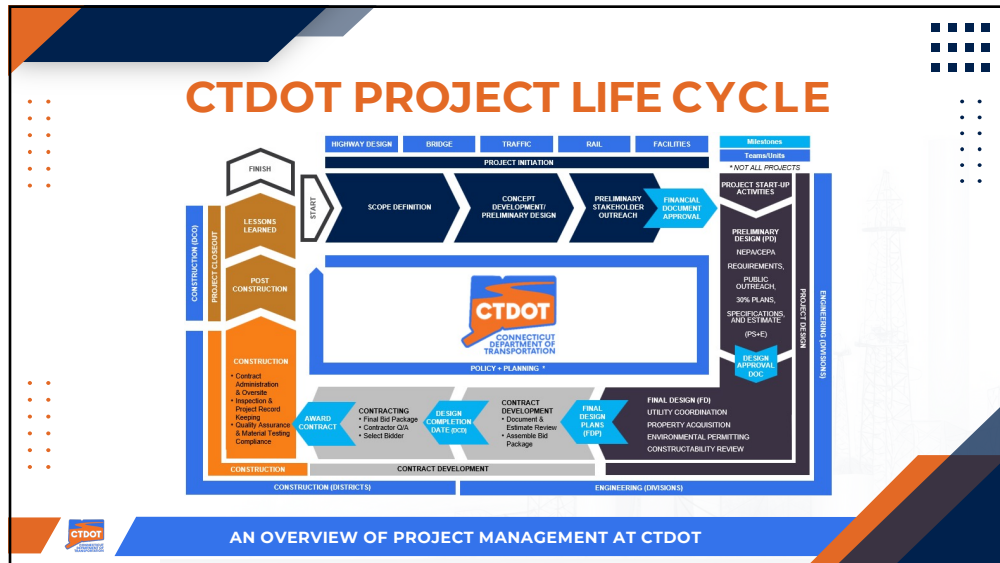 CTDOT PROJECT LIFE CYCLE
HIGHWAY DESIGN
BRIDGE
TRAFFIC
RAIL
FACILITIES
Milestones
Teams/Units
* NOT ALL PROJECTS
PROJECT INITIATION
START
SCOPE DEFINITION
CONCEPT
DEVELOPMENT/
PRELIMINARY DESIGN
PRELIMINARY
STAKEHOLDER
OUTREACH
FINANCIAL
DOCUMENT
APPROVAL
PROJECT START-UP
ACTIVITIES
PRELIMINARY
DESIGN (PD)
NEPA/CEPA
REQUIREMENTS,
PUBLIC
OUTREACH,
30% PLANS,
SPECIFICATIONS,
AND ESTIMATE
(PS+E)
DESIGN
APPROVAL
DOC
PROJECT DESIGN
ENGINEERING (DIVISIONS)
FINAL DESIGN (FD)
UTILITY COORDINATION
PROPERTY ACQUISITION
ENVIRONMENTAL PERMITTING
CONSTRUCTABILITY REVIEW
FINAL
DESIGN
PLANS
(FDP)
CONTRACT
DEVELOPMENT
• Document &
Estimate Review
• Assemble Bid
Package
DESIGN
COMPLETION
DATE (DCD)
CONTRACTING
• Final Bid Package
• Contractor Q/A
• Select Bidder
AWARD
CONTRACT
CONTRACT DEVELOPMENT
ENGINEERING (DIVISIONS)
CONSTRUCTION
• Contract
Administration
& Oversite
• Inspection &
Project Record
Keeping
• Quality Assurance
& Material Testing
Compliance
CONSTRUCTION
CONSTRUCTION (DISTRICTS)
POST
CONSTRUCTION
LESSONS
LEARNED
FINISH
PROJECT CLOSEOUT
CONSTRUCTION (DCO)
CTDOT
CONNECTICUT
DEPARTMENT OF
TRANSPORTATION
POLICY + PLANNING *
CTDOT
CONNECTICUT
DEPARTMENT OF
TRANSPORTATION
AN OVERVIEW OF PROJECT MANAGEMENT AT CTDOT